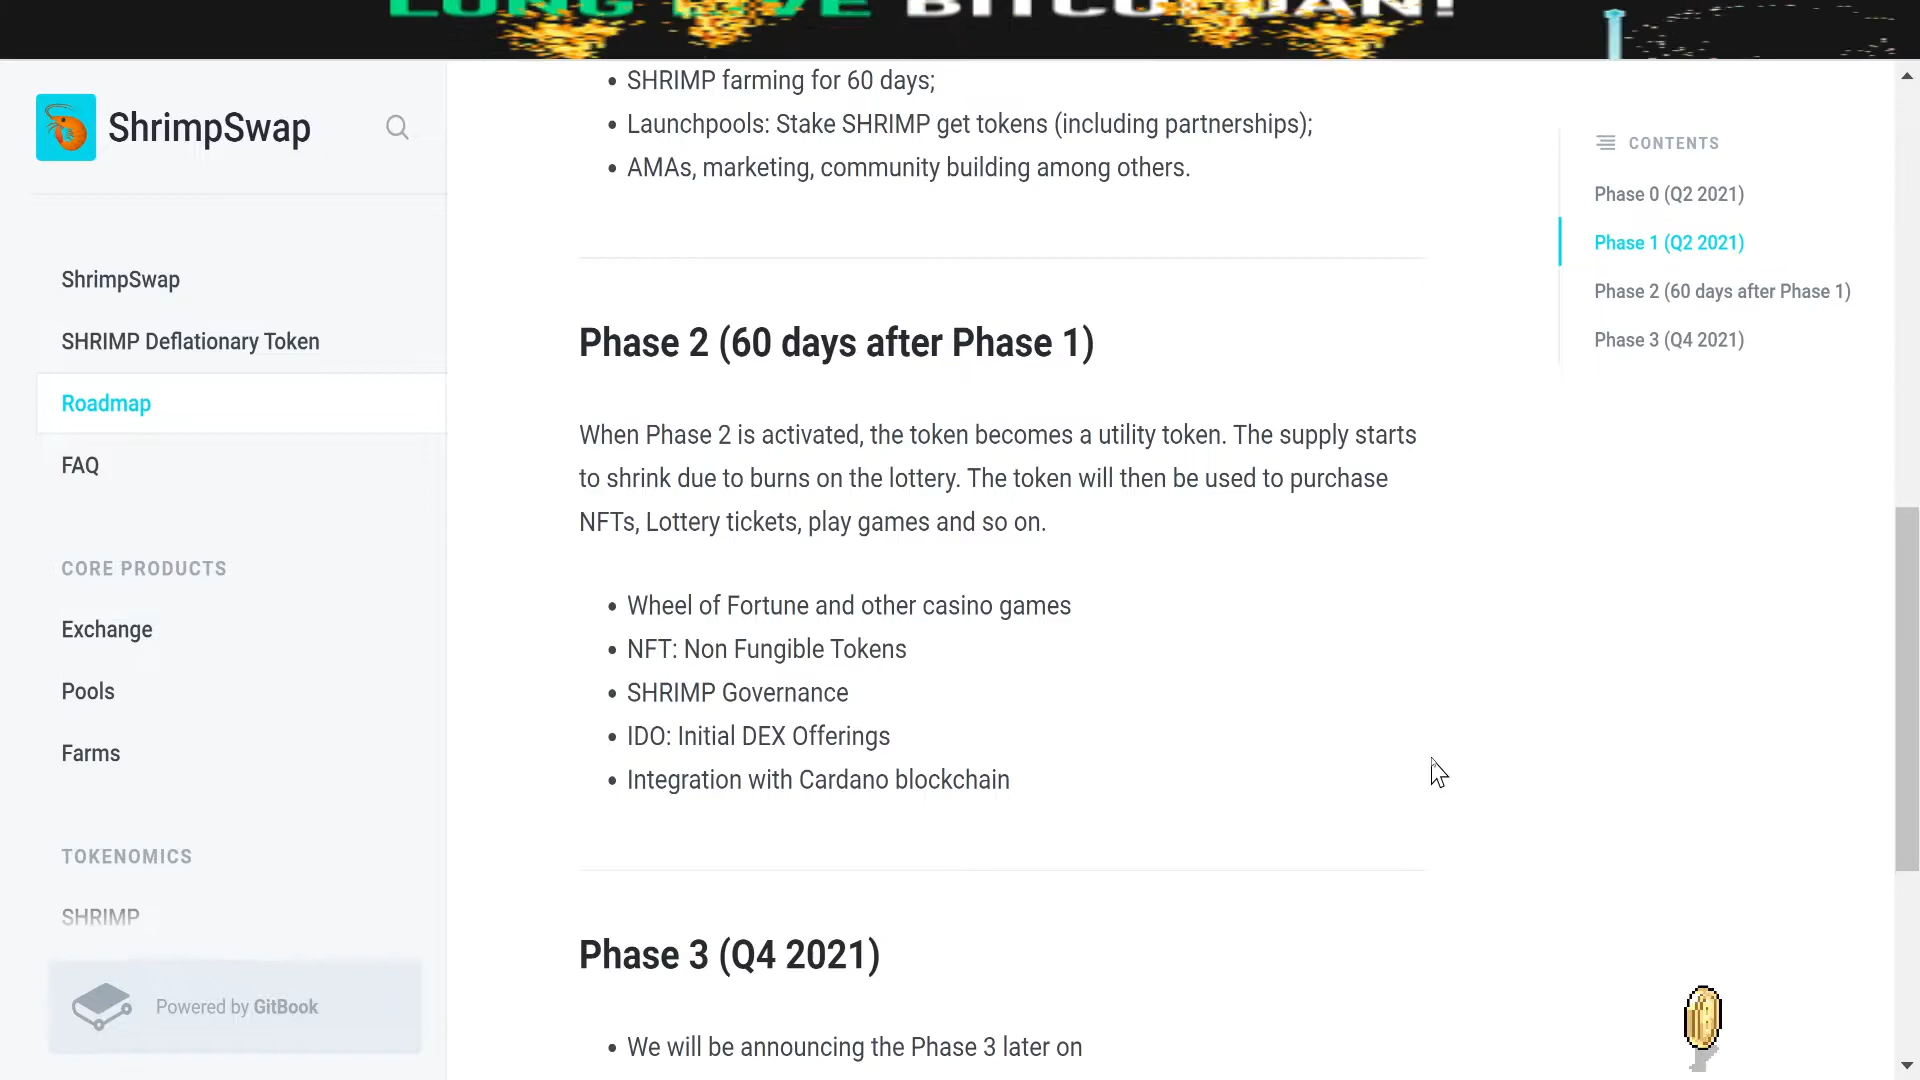 LONG LIVE BITCOI JAN!
SHRIMP farming for 60 days;
Launchpools: Stake SHRIMP get tokens (including partnerships);
AMAs, marketing, community building among others.
ShrimpSwap
ShrimpSwap
SHRIMP Deflationary Token
Roadmap
FAQ
CORE PRODUCTS
Exchange
Pools
Farms
TOKENOMICS
SHRIMP
Powered by GitBook
Phase 2 (60 days after Phase 1)
When Phase 2 is activated, the token becomes a utility token. The supply starts
to shrink due to burns on the lottery. The token will then be used to purchase
NFTs, Lottery tickets, play games and so on.
Wheel of Fortune and other casino games
NFT: Non Fungible Tokens
SHRIMP Governance
IDO: Initial DEX Offerings
Integration with Cardano blockchain
Phase 3 (Q4 2021)
We will be announcing the Phase 3 later on
CONTENTS
Phase 0 (Q2 2021)
Phase 1 (Q2 2021)
Phase 2 (60 days after Phase 1)
Phase 3 (Q4 2021)